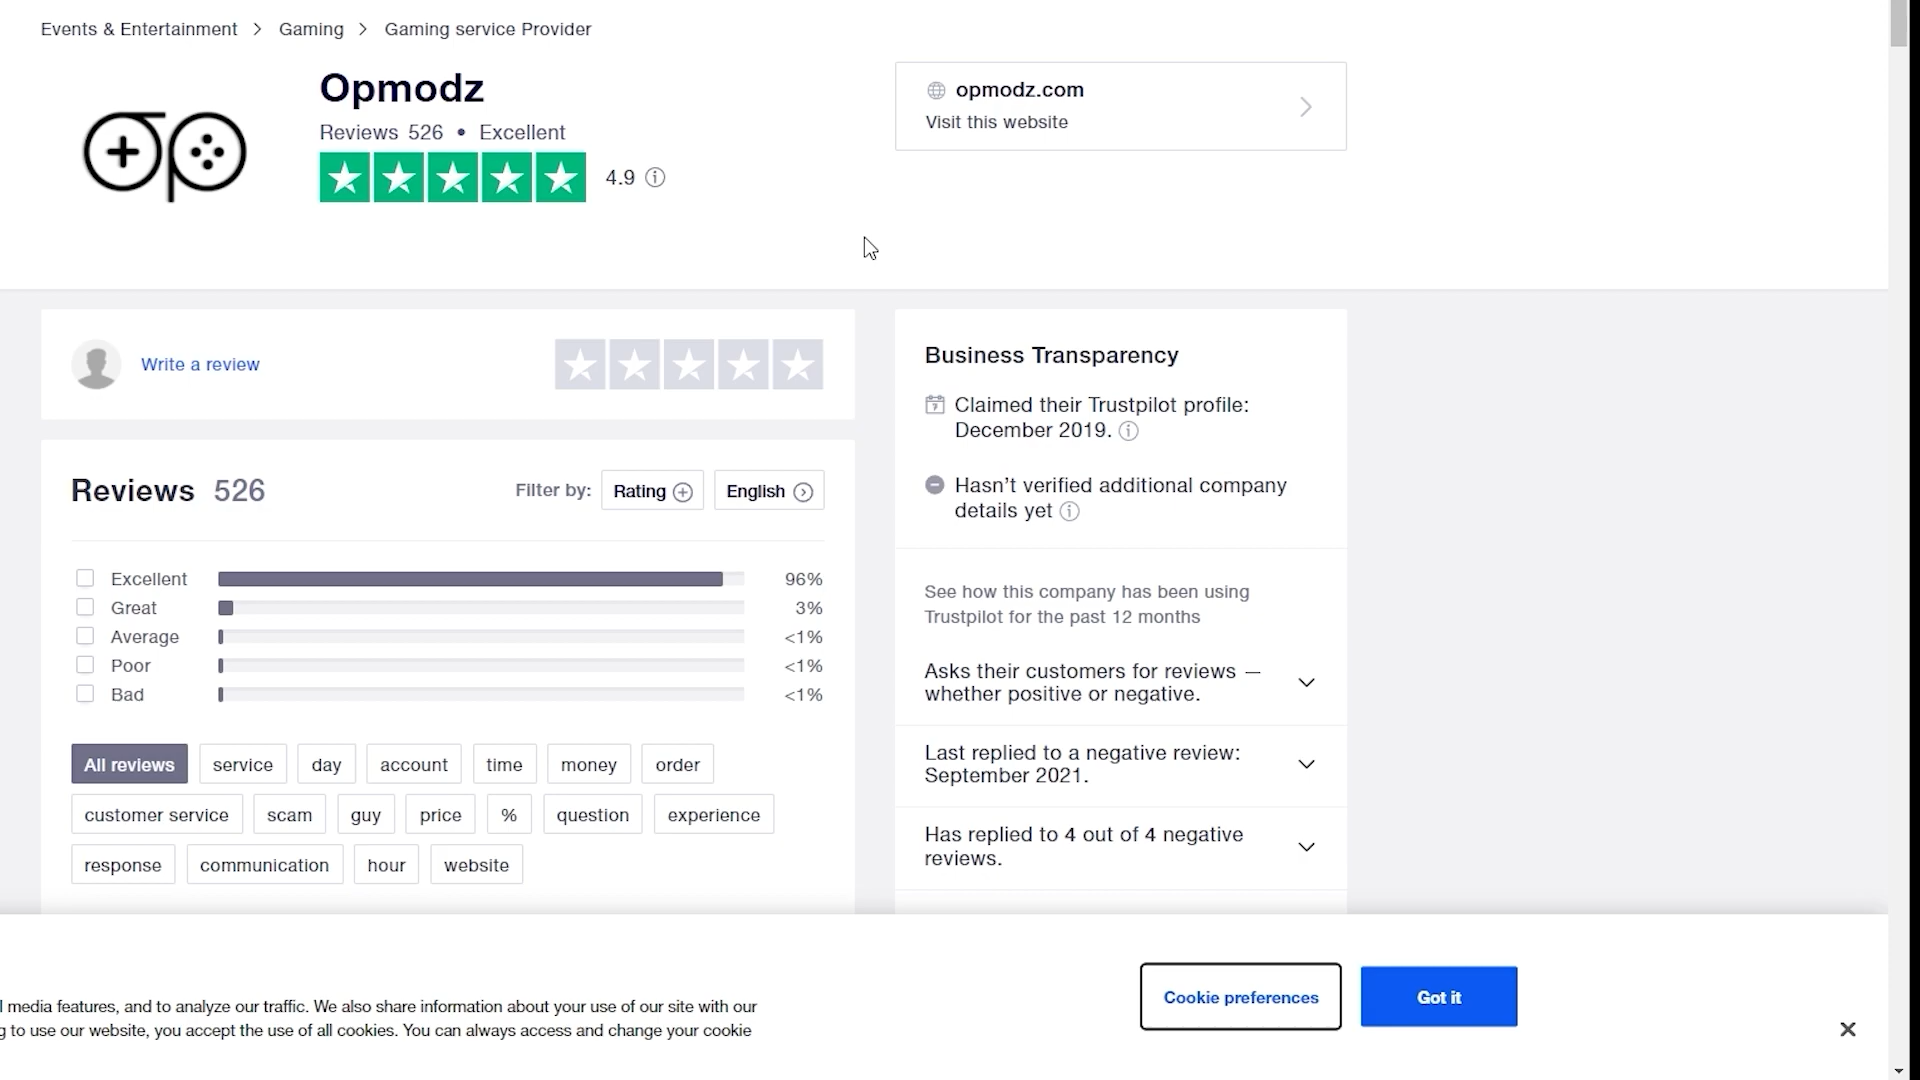 Events & Entertainment > Gaming > Gaming service Provider
Opmodz
Reviews 526 • Excellent
4.9
opmodz.com
Visit this website
Write a review
Reviews 526
Filter by: Rating English
Excellent 96%
Great 3%
Average <1%
Poor <1%
Bad <1%
All reviews service day account time money order
customer service scam guy price % question experience
response communication hour website
Business Transparency
Claimed their Trustpilot profile:
December 2019.
Hasn't verified additional company
details yet
See how this company has been using
Trustpilot for the past 12 months
Asks their customers for reviews —
whether positive or negative.
Last replied to a negative review:
September 2021.
Has replied to 4 out of 4 negative
reviews.
l media features, and to analyze our traffic. We also share information about your use of our site with our
g to use our website, you accept the use of all cookies. You can always access and change your cookie
Cookie preferences
Got it